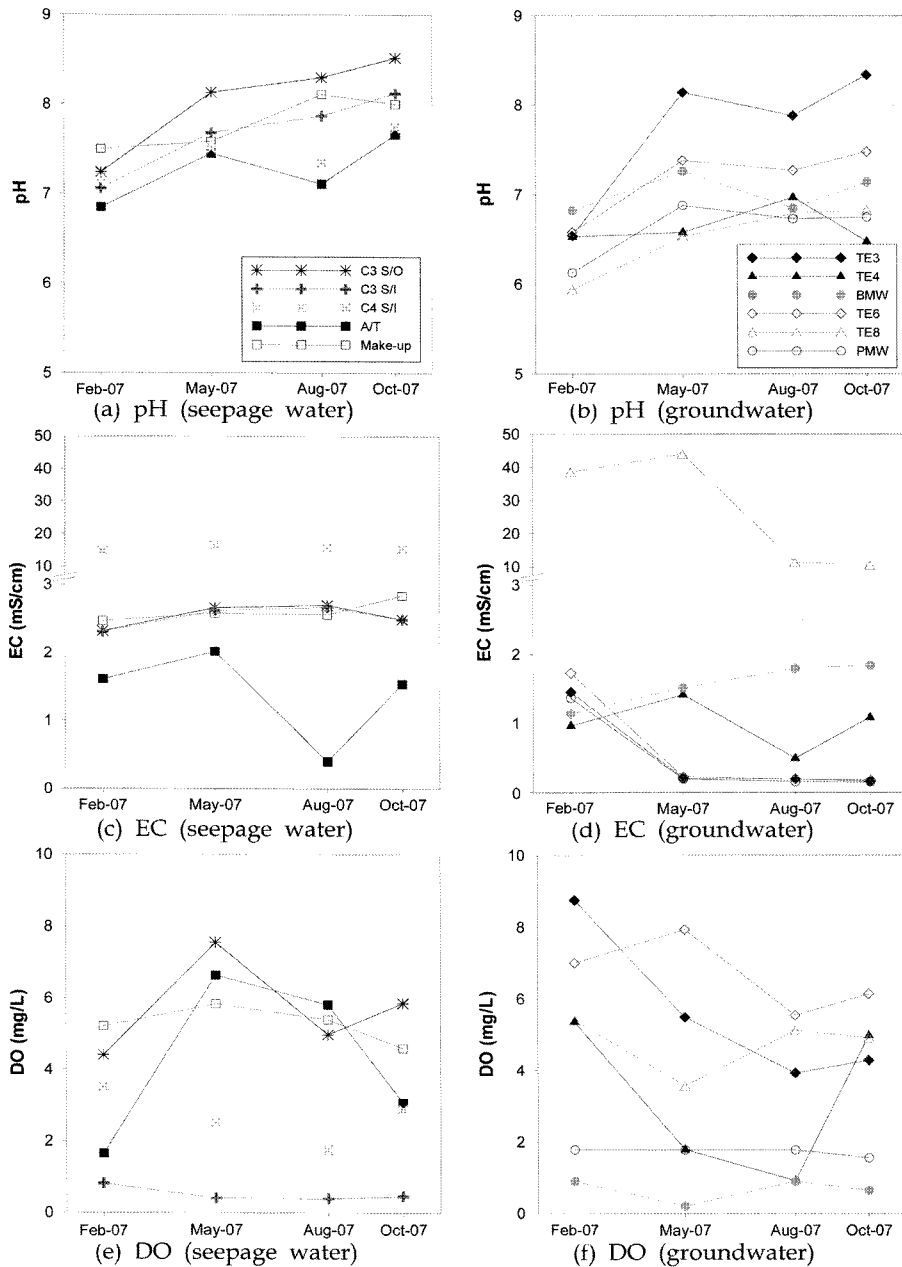 9
8
7
6
5
pH
C3 S/O
C3 S/I
C4 S/I
A/T
Make-up
Feb-07
May-07
Aug-07
Oct-07
(a) pH (seepage water)
9
8
7
6
5
pH
TE3
TE4
BMW
TE6
TE8
PMW
Feb-07
May-07
Aug-07
Oct-07
(b) pH (groundwater)
50
40
30
20
10
3
2
1
0
EC (mS/cm)
Feb-07
May-07
Aug-07
Oct-07
(c) EC (seepage water)
50
40
30
20
10
3
2
1
0
EC (mS/cm)
Feb-07
May-07
Aug-07
Oct-07
(d) EC (groundwater)
10
8
6
4
2
0
DO (mg/L)
Feb-07
May-07
Aug-07
Oct-07
(e) DO (seepage water)
10
8
6
4
2
0
DO (mg/L)
Feb-07
May-07
Aug-07
Oct-07
(f) DO (groundwater)